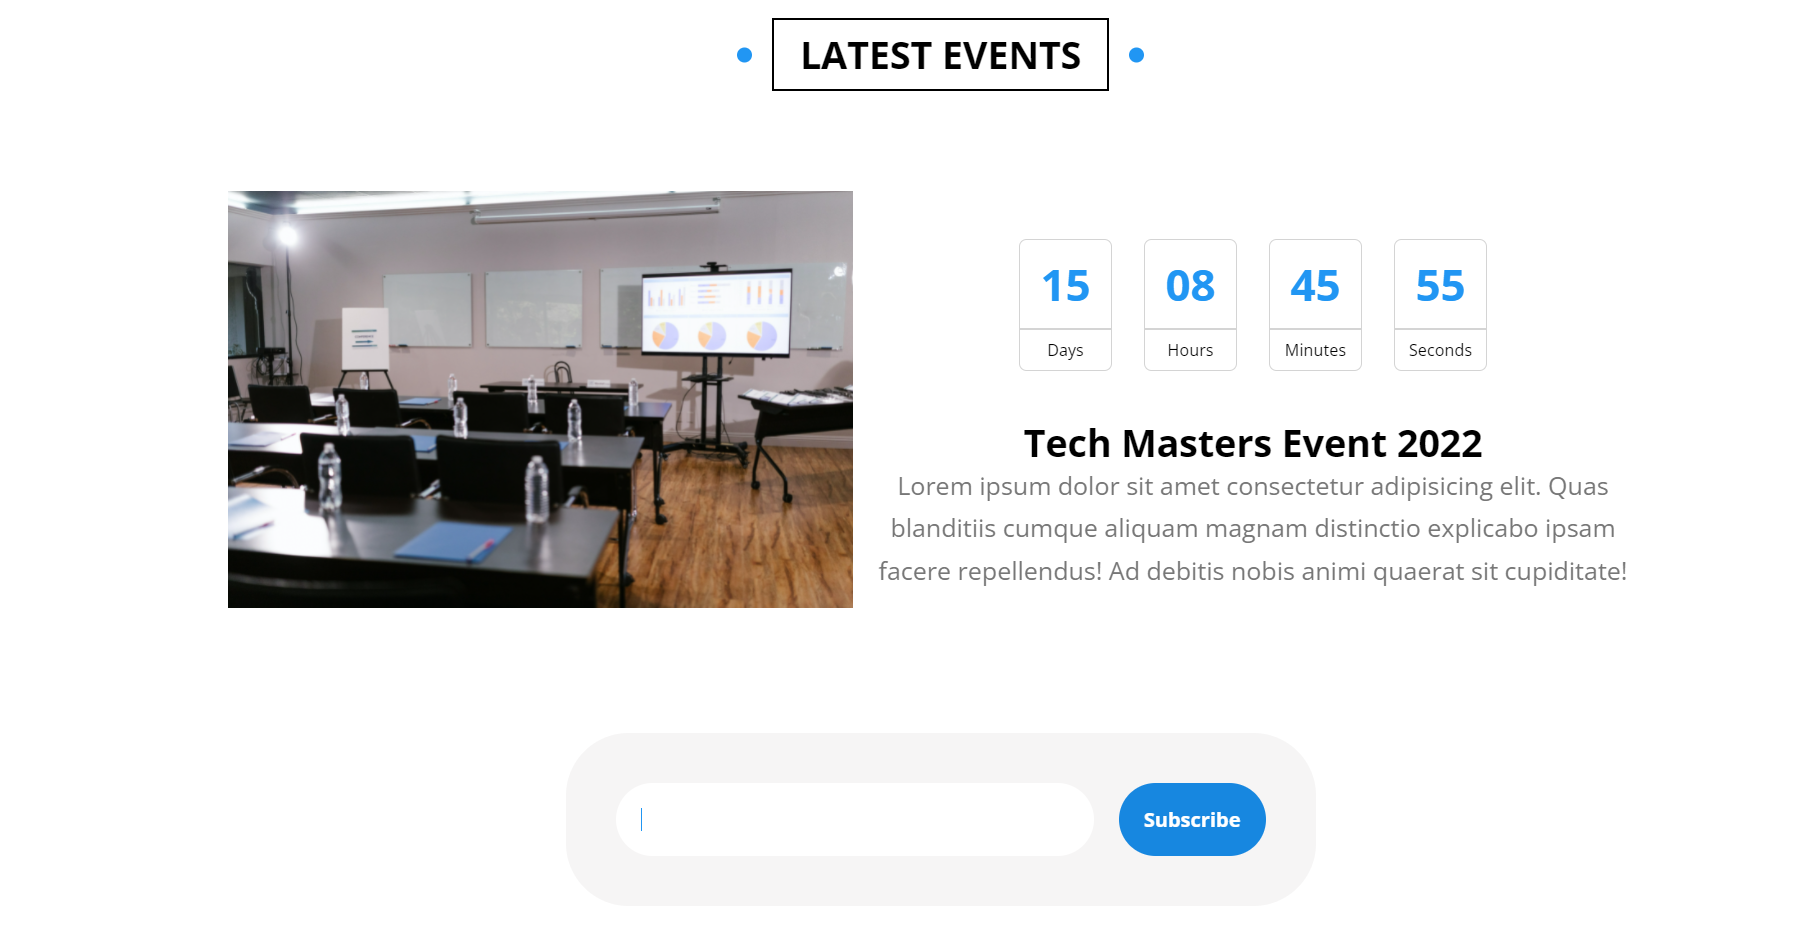 LATEST EVENTS
15 08 45 55
Days Hours Minutes Seconds
Tech Masters Event 2022
Lorem ipsum dolor sit amet consectetur adipisicing elit. Quas
blanditiis cumque aliquam magnam distinctio explicabo ipsam
facere repellendus! Ad debitis nobis animi quaerat sit cupiditate!
Subscribe